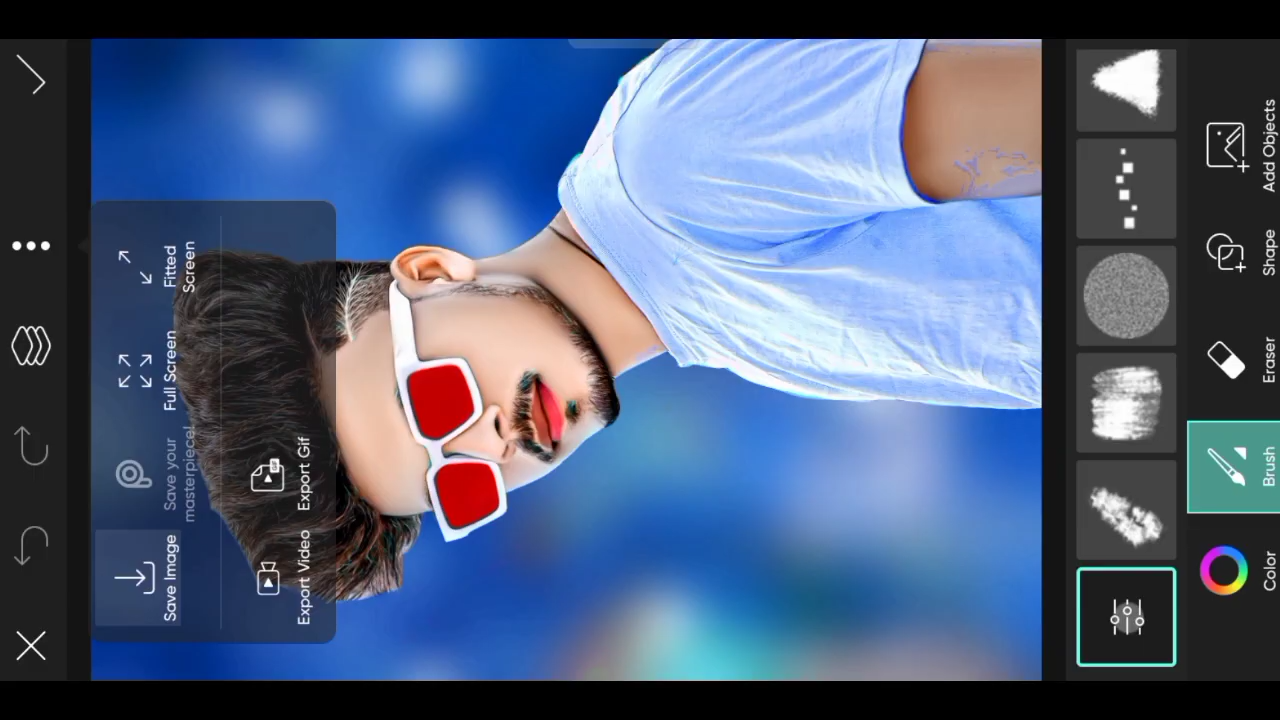 Save Image
Save your
masterpiece!
Full Screen
Fitted
Screen
Export Video
Export Gif
Color
Brush
Eraser
Shape
Add Objects